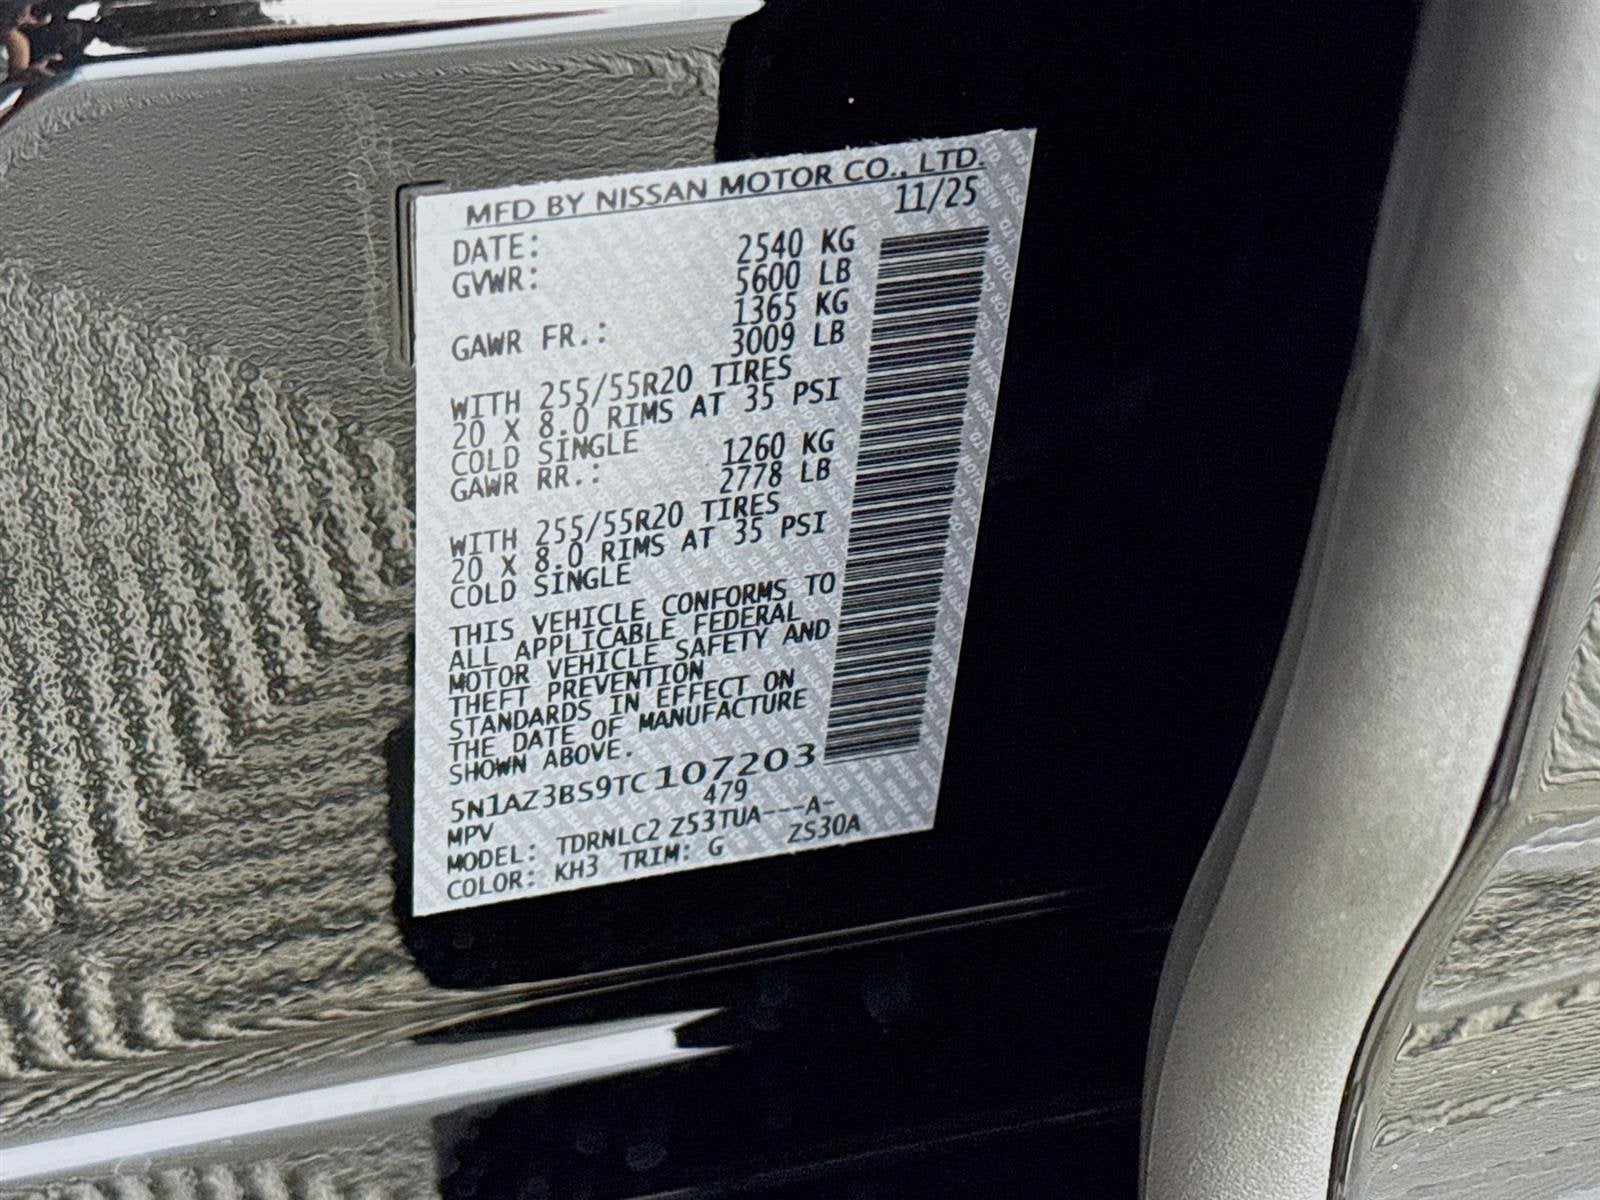 MFD BY NISSAN MOTOR CO., LTD.
DATE: 11/25
GVWR: 2540 KG
5600 LB
GAWR FR.: 1365 KG
3009 LB
WITH 255/55R20 TIRES
20 X 8.0 RIMS AT 35 PSI
COLD SINGLE
GAWR RR.: 1260 KG
2778 LB
WITH 255/55R20 TIRES
20 X 8.0 RIMS AT 35 PSI
COLD SINGLE
THIS VEHICLE CONFORMS TO
ALL APPLICABLE FEDERAL
MOTOR VEHICLE SAFETY AND
THEFT PREVENTION
STANDARDS IN EFFECT ON
THE DATE OF MANUFACTURE
SHOWN ABOVE.
5N1AZ3BS9TC107203
MPV 479
MODEL: TDRNLC2 Z53TUA---A-
COLOR: KH3 TRIM: G ZS30A